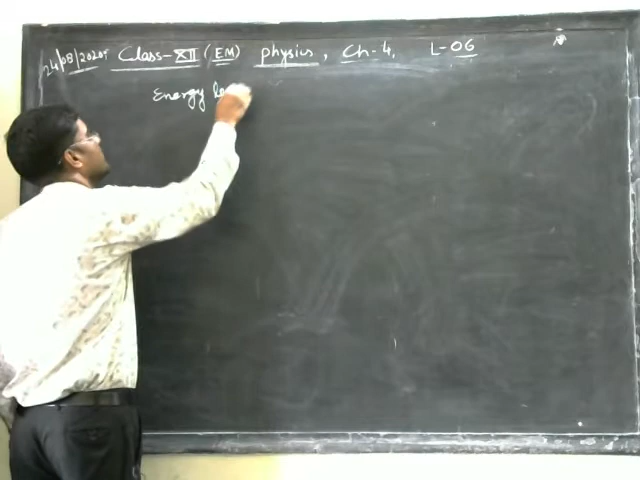 24/08/2020, Class-XII (EM) physics, Ch-4, L-06
Energy